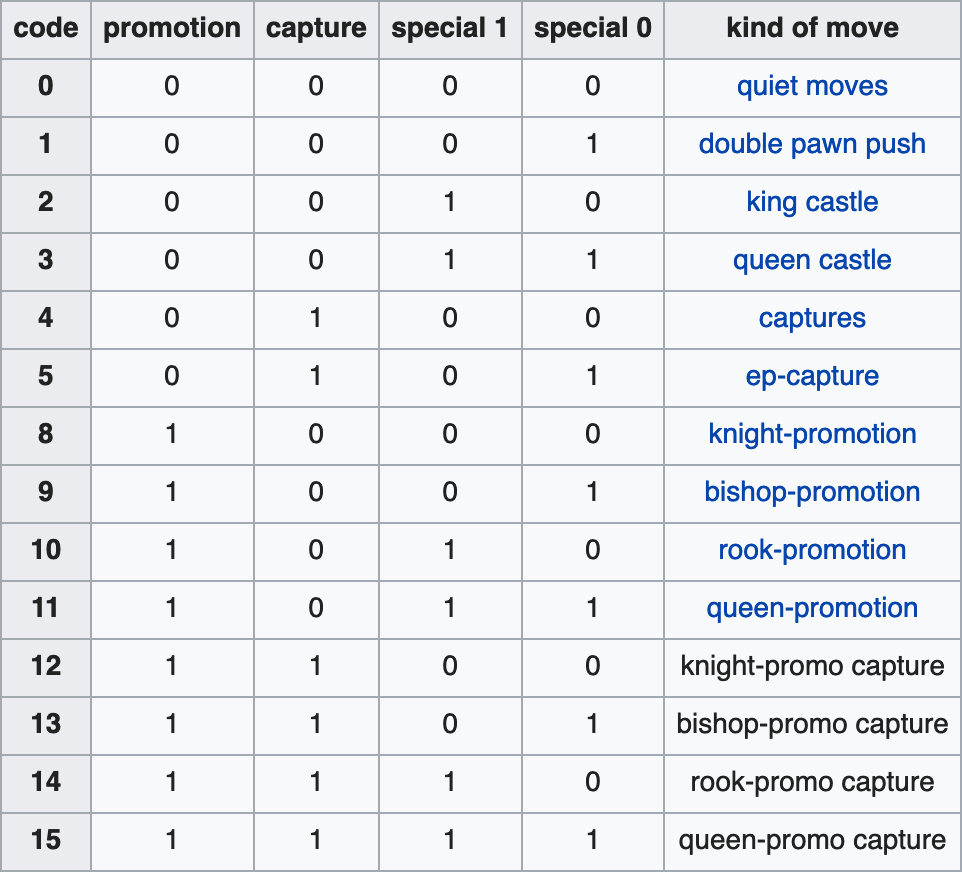 code promotion capture special 1 special 0 kind of move
0 0 0 0 0 quiet moves
1 0 0 0 1 double pawn push
2 0 0 1 0 king castle
3 0 0 1 1 queen castle
4 0 1 0 0 captures
5 0 1 0 1 ep-capture
8 1 0 0 0 knight-promotion
9 1 0 0 1 bishop-promotion
10 1 0 1 0 rook-promotion
11 1 0 1 1 queen-promotion
12 1 1 0 0 knight-promo capture
13 1 1 0 1 bishop-promo capture
14 1 1 1 0 rook-promo capture
15 1 1 1 1 queen-promo capture